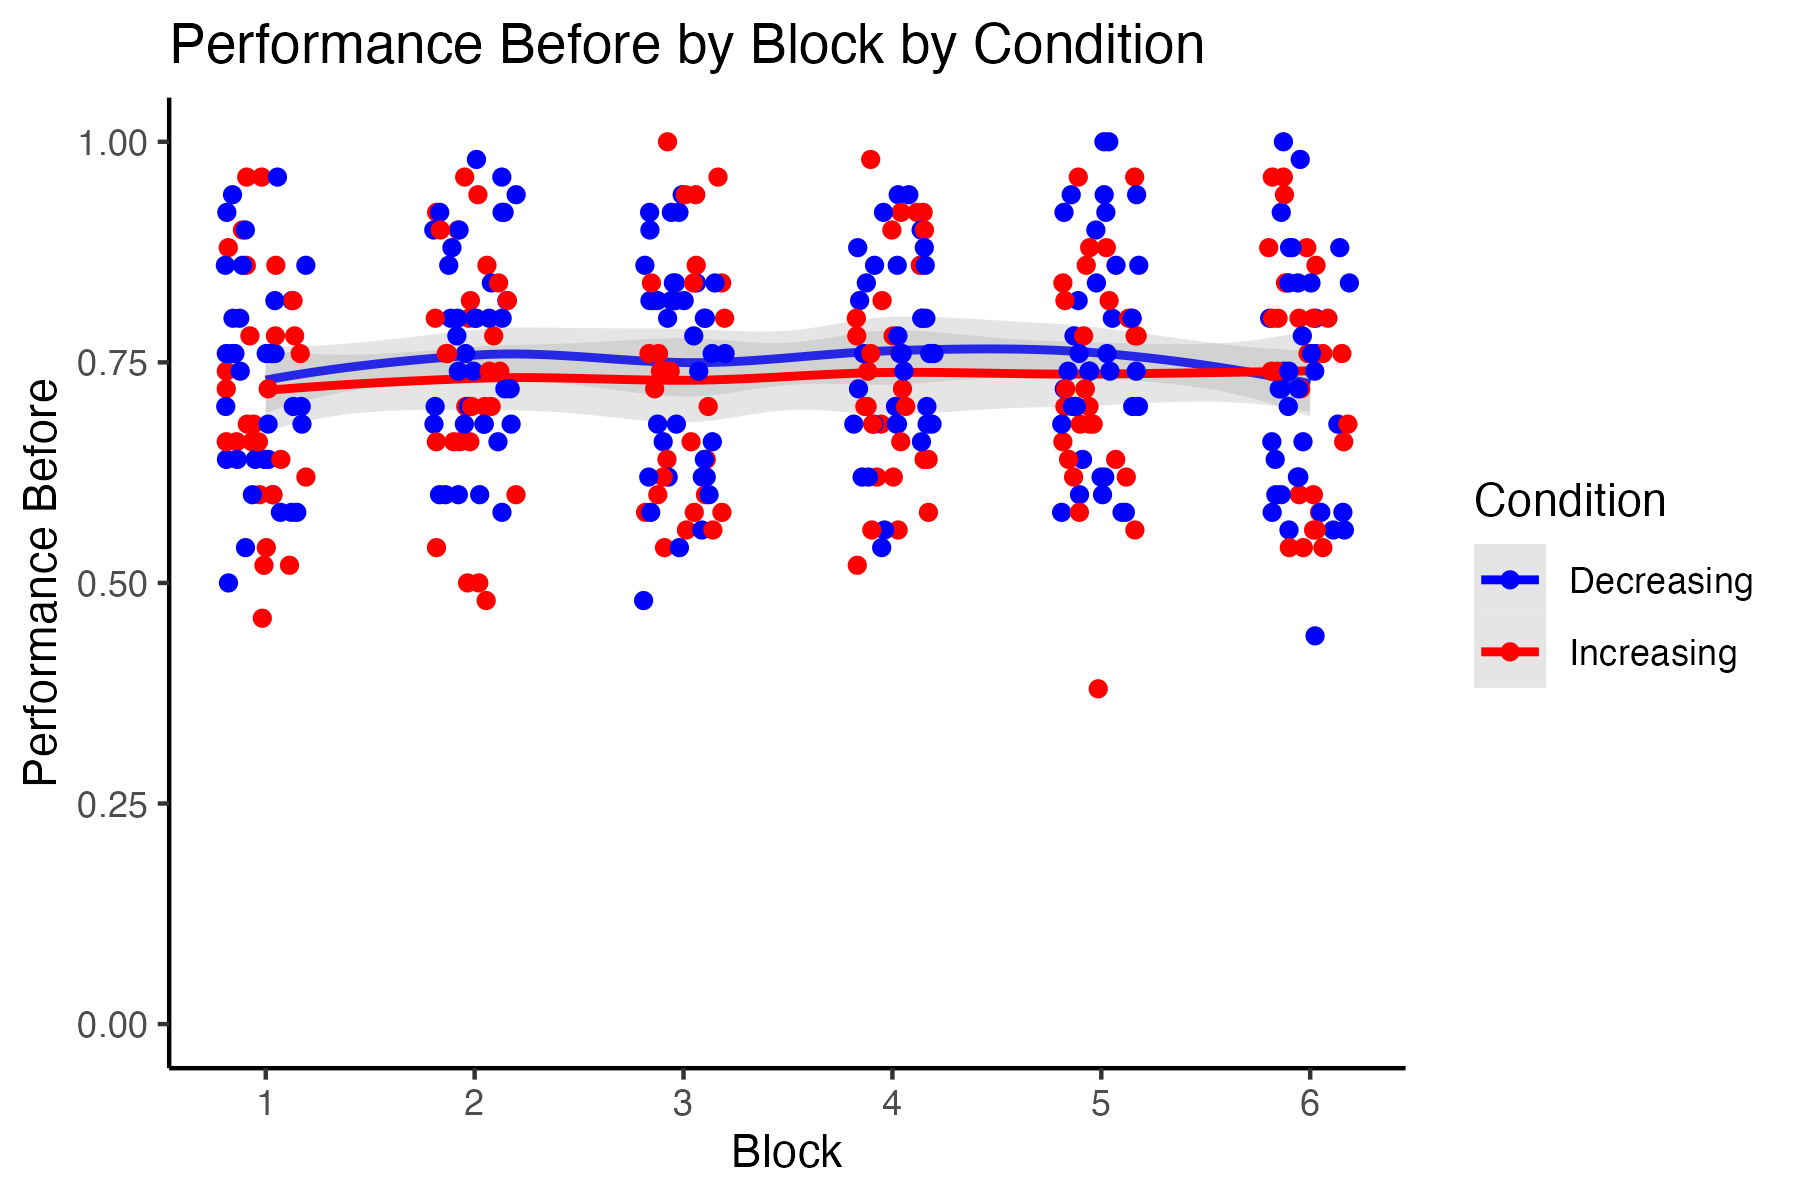 Performance Before by Block by Condition
Performance Before
1.00
0.75
0.50
0.25
0.00
1 2 3 4 5 6
Block
Condition
Decreasing
Increasing